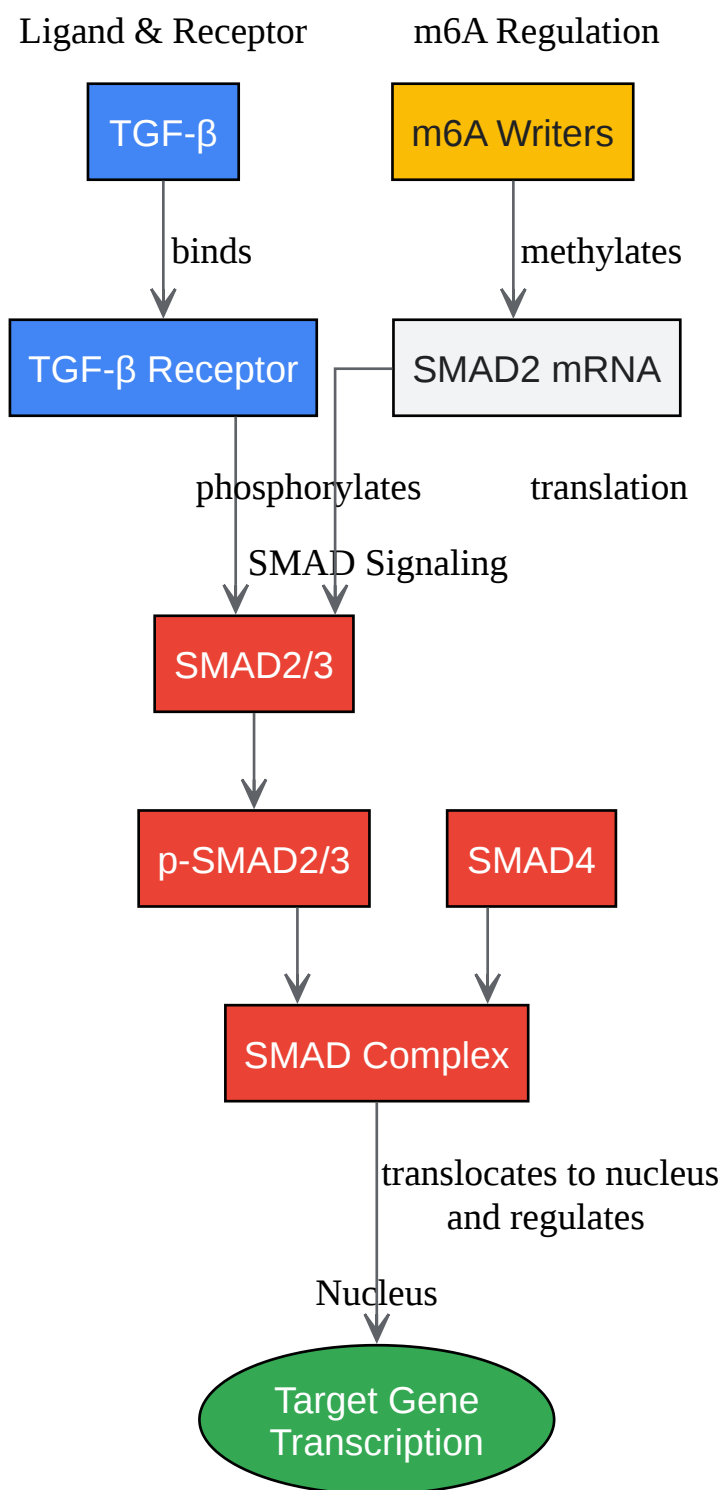 Ligand & Receptor
m6A Regulation
TGF-β
m6A Writers
binds
methylates
TGF-β Receptor
SMAD2 mRNA
phosphorylates
translation
SMAD Signaling
SMAD2/3
p-SMAD2/3
SMAD4
SMAD Complex
translocates to nucleus
and regulates
Nucleus
Target Gene
Transcription